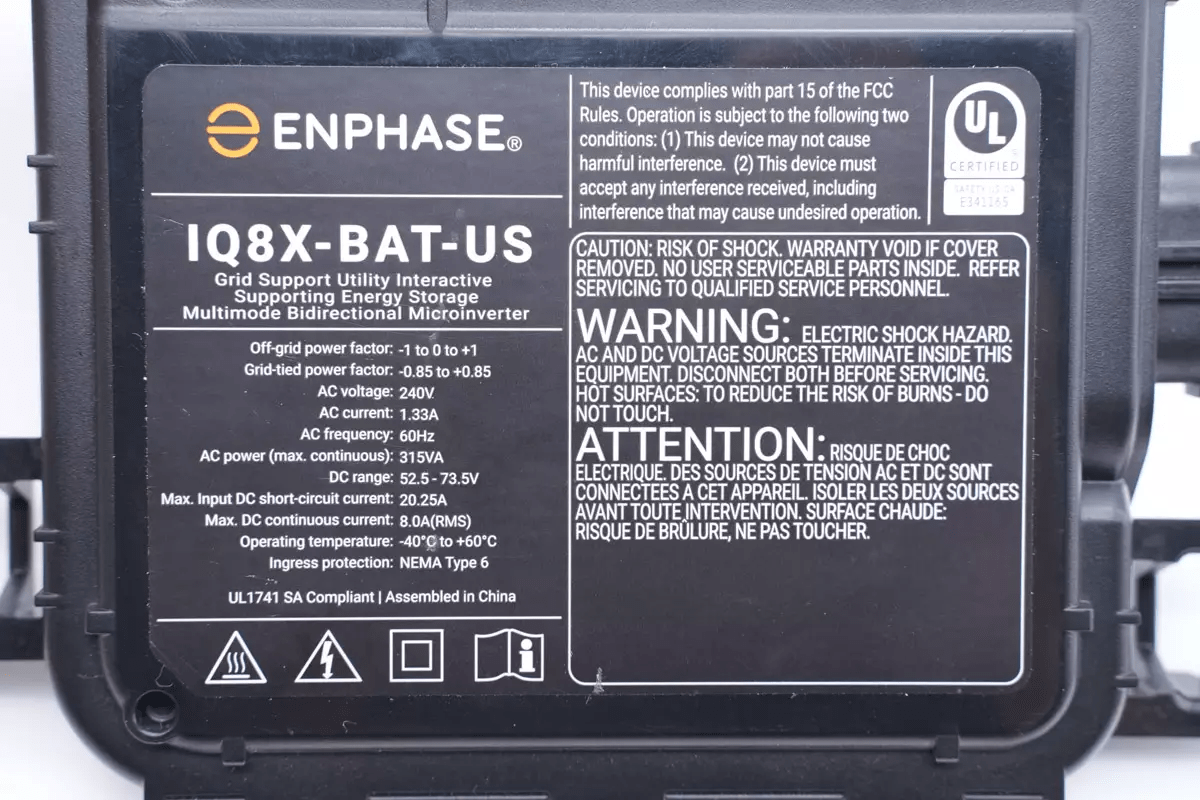 ENPHASE®
IQ8X-BAT-US
Grid Support Utility Interactive
Supporting Energy Storage
Multimode Bidirectional Microinverter
Off-grid power factor: -1 to 0 to +1
Grid-tied power factor: -0.85 to +0.85
AC voltage: 240V
AC current: 1.33A
AC frequency: 60Hz
AC power (max. continuous): 315VA
DC range: 52.5 - 73.5V
Max. Input DC short-circuit current: 20.25A
Max. DC continuous current: 8.0A(RMS)
Operating temperature: -40°C to +60°C
Ingress protection: NEMA Type 6
UL1741 SA Compliant | Assembled in China
This device complies with part 15 of the FCC
Rules. Operation is subject to the following two
conditions: (1) This device may not cause
harmful interference. (2) This device must
accept any interference received, including
interference that may cause undesired operation.
UL
®
CERTIFIED
SAFETY US CA
E341165
CAUTION: RISK OF SHOCK. WARRANTY VOID IF COVER
REMOVED. NO USER SERVICEABLE PARTS INSIDE. REFER
SERVICING TO QUALIFIED SERVICE PERSONNEL.
WARNING: ELECTRIC SHOCK HAZARD.
AC AND DC VOLTAGE SOURCES TERMINATE INSIDE THIS
EQUIPMENT. DISCONNECT BOTH BEFORE SERVICING.
HOT SURFACES: TO REDUCE THE RISK OF BURNS - DO
NOT TOUCH.
ATTENTION: RISQUE DE CHOC
ELECTRIQUE. DES SOURCES DE TENSION AC ET DC SONT
CONNECTEES A CET APPAREIL. ISOLER LES DEUX SOURCES
AVANT TOUTE INTERVENTION. SURFACE CHAUDE:
RISQUE DE BRÛLURE, NE PAS TOUCHER.